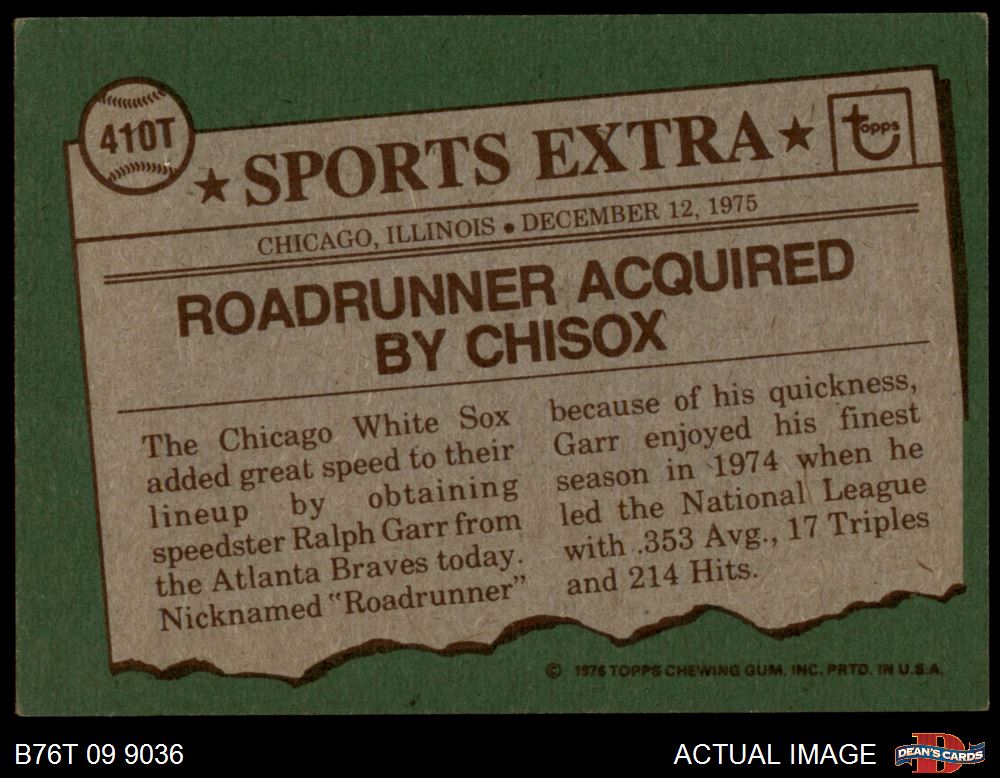 410T
★ SPORTS EXTRA ★
topps
CHICAGO, ILLINOIS • DECEMBER 12, 1975
ROADRUNNER ACQUIRED
BY CHISOX
The Chicago White Sox
added great speed to their
lineup by obtaining
speedster Ralph Garr from
the Atlanta Braves today.
Nicknamed "Roadrunner"
because of his quickness,
Garr enjoyed his finest
season in 1974 when he
led the National League
with .353 Avg., 17 Triples
and 214 Hits.
© 1976 TOPPS CHEWING GUM, INC. PRTD. IN U.S.A.
B76T 09 9036
ACTUAL IMAGE
DEAN'S CARDS